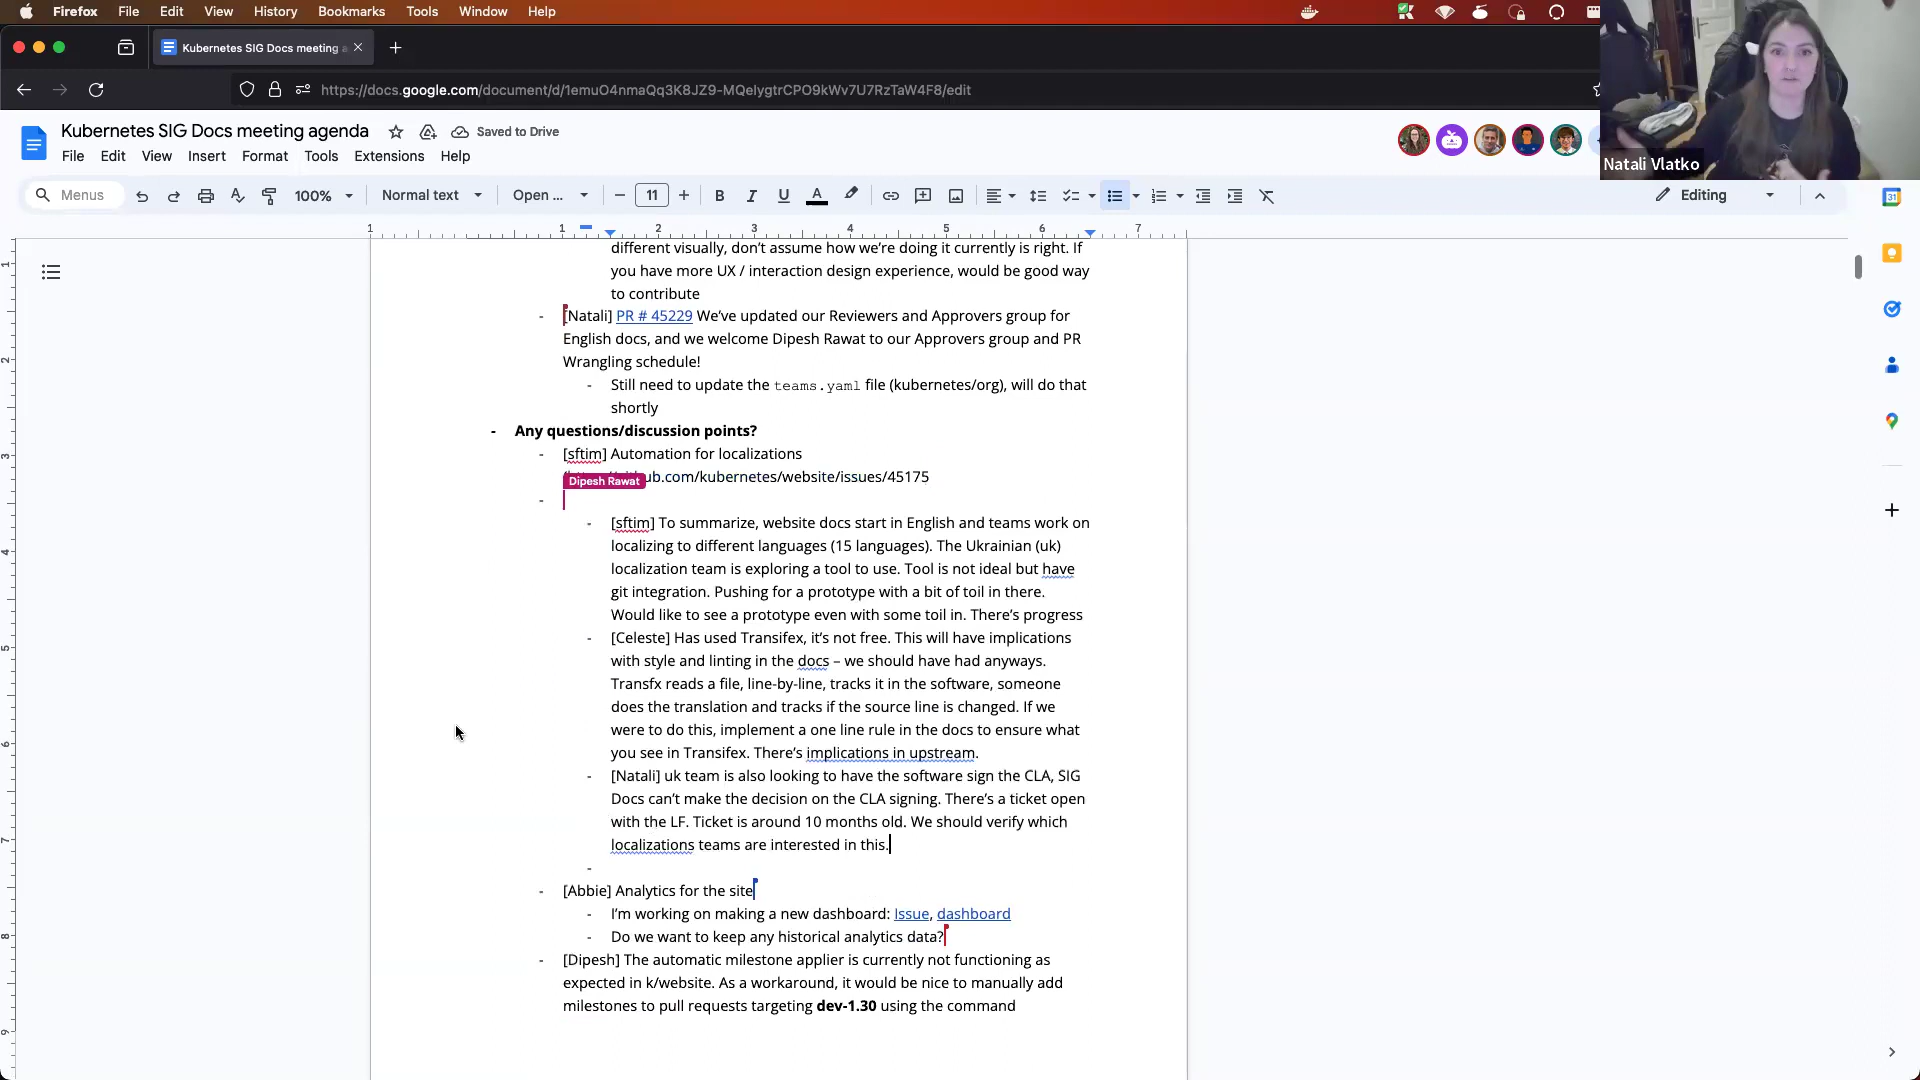 Firefox File Edit View History Bookmarks Tools Window Help
Kubernetes SIG Docs meeting a
https://docs.google.com/document/d/1emuO4nmaQq3K8JZ9-MQelygtrCPO9kWv7U7RzTaW4F8/edit
Kubernetes SIG Docs meeting agenda Saved to Drive
File Edit View Insert Format Tools Extensions Help
Natali Vlatko
Menus 100% Normal text Open ... 11 B I U A Editing
31
1 1 2 3 4 5 6 7
1
2
3
4
5
6
7
8
9
different visually, don’t assume how we’re doing it currently is right. If
you have more UX / interaction design experience, would be good way
to contribute
- [Natali] PR # 45229 We’ve updated our Reviewers and Approvers group for
English docs, and we welcome Dipesh Rawat to our Approvers group and PR
Wrangling schedule!
- Still need to update the teams.yaml file (kubernetes/org), will do that
shortly
- Any questions/discussion points?
- [sftim] Automation for localizations
ub.com/kubernetes/website/issues/45175
Dipesh Rawat
-
- [sftim] To summarize, website docs start in English and teams work on
localizing to different languages (15 languages). The Ukrainian (uk)
localization team is exploring a tool to use. Tool is not ideal but have
git integration. Pushing for a prototype with a bit of toil in there.
Would like to see a prototype even with some toil in. There’s progress
- [Celeste] Has used Transifex, it’s not free. This will have implications
with style and linting in the docs – we should have had anyways.
Transfx reads a file, line-by-line, tracks it in the software, someone
does the translation and tracks if the source line is changed. If we
were to do this, implement a one line rule in the docs to ensure what
you see in Transifex. There’s implications in upstream.
- [Natali] uk team is also looking to have the software sign the CLA, SIG
Docs can’t make the decision on the CLA signing. There’s a ticket open
with the LF. Ticket is around 10 months old. We should verify which
localizations teams are interested in this.
-
- [Abbie] Analytics for the site
- I’m working on making a new dashboard: Issue, dashboard
- Do we want to keep any historical analytics data?
- [Dipesh] The automatic milestone applier is currently not functioning as
expected in k/website. As a workaround, it would be nice to manually add
milestones to pull requests targeting dev-1.30 using the command